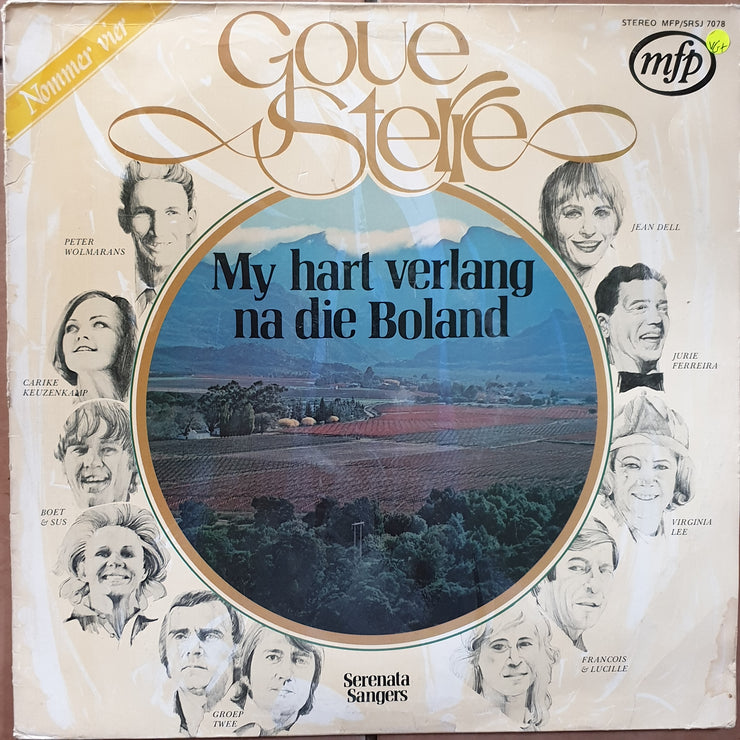 Nommer vier
Goue
Sterre
STEREO MFP/SRSJ 7078
mfp
VG+
PETER
WOLMARANS
JEAN DELL
My hart verlang
na die Boland
JURIE
FERREIRA
CARIKE
KEUZENKAMP
BOET
& SUS
VIRGINIA
LEE
FRANCOIS
& LUCILLE
GROEP
TWEE
Serenata
Sangers